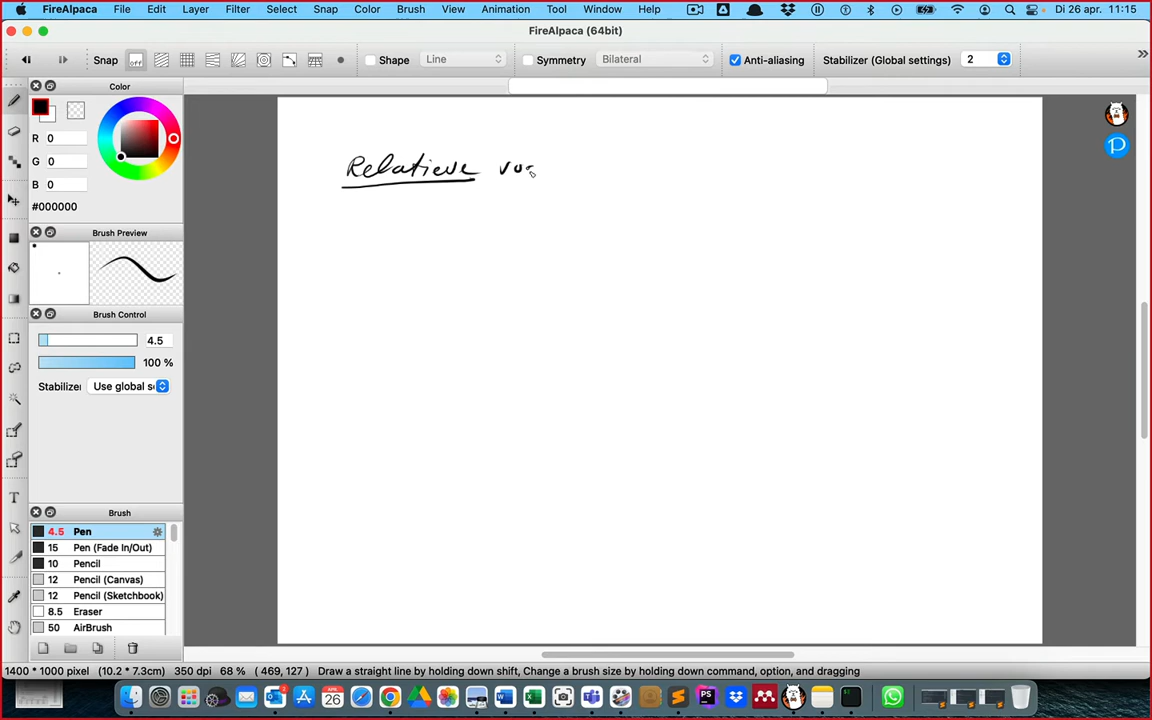 FireAlpaca File Edit Layer Filter Select Snap Color Brush View Animation Tool Window Help Di 26 apr. 11:15
FireAlpaca (64bit)
Snap off Shape Line Symmetry Bilateral Anti-aliasing Stabilizer (Global settings) 2
Color
R 0
G 0
B 0
#000000
Brush Preview
Brush Control
4.5
100 %
Stabilizer Use global s
Brush
4.5 Pen
15 Pen (Fade In/Out)
10 Pencil
12 Pencil (Canvas)
12 Pencil (Sketchbook)
8.5 Eraser
50 AirBrush
Relatieve voo
1400 * 1000 pixel (10.2 * 7.3cm) 350 dpi 68 % ( 469, 127 ) Draw a straight line by holding down shift, Change a brush size by holding down command, option, and dragging